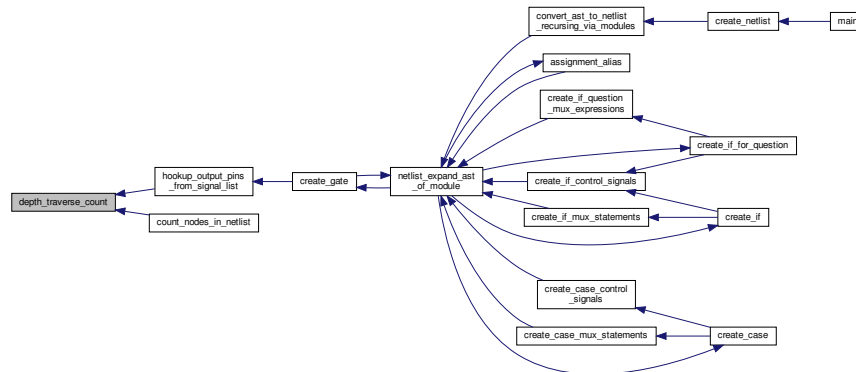 convert_ast_to_netlist
_recursing_via_modules
create_netlist
main
assignment_alias
create_if_question
_mux_expressions
create_if_for_question
hookup_output_pins
_from_signal_list
create_gate
netlist_expand_ast
_of_module
create_if_control_signals
depth_traverse_count
count_nodes_in_netlist
create_if_mux_statements
create_if
create_case_control
_signals
create_case_mux_statements
create_case